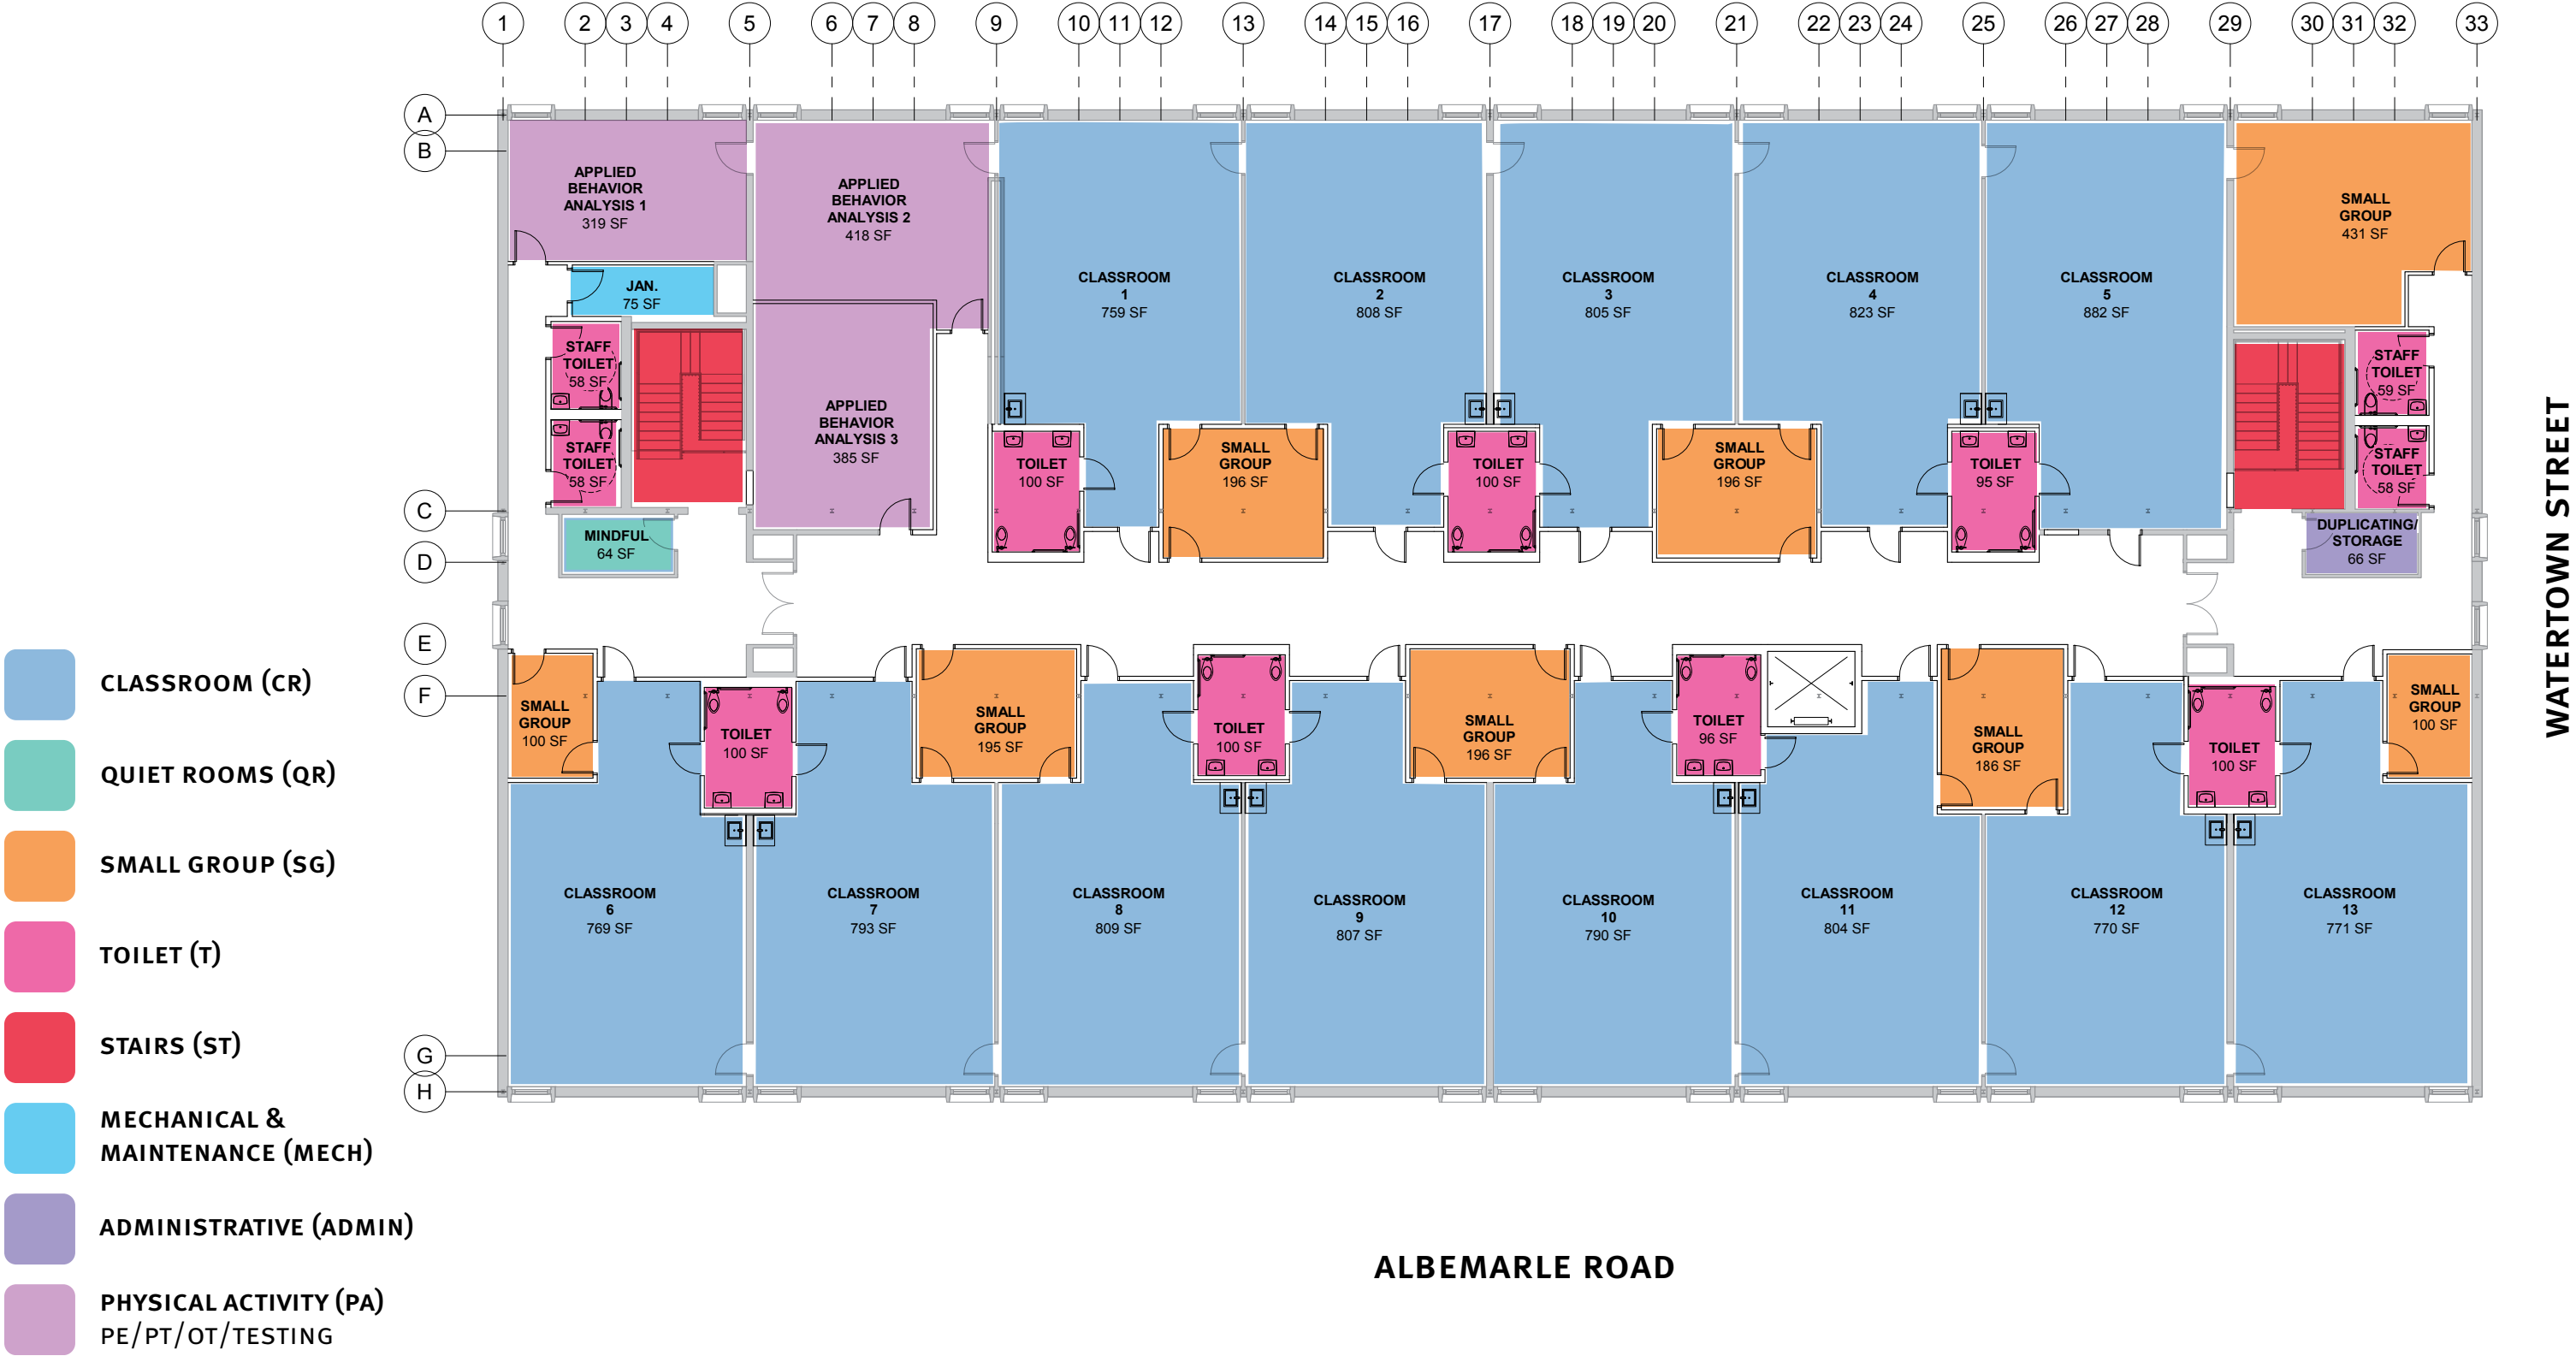 1 2 3 4 5 6 7 8 9 10 11 12 13 14 15 16 17 18 19 20 21 22 23 24 25 26 27 28 29 30 31 32 33
A
B
C
D
E
F
G
H
APPLIED
BEHAVIOR
ANALYSIS 1
319 SF
APPLIED
BEHAVIOR
ANALYSIS 2
418 SF
APPLIED
BEHAVIOR
ANALYSIS 3
385 SF
JAN.
75 SF
STAFF
TOILET
58 SF
STAFF
TOILET
58 SF
MINDFUL
64 SF
CLASSROOM
1
759 SF
CLASSROOM
2
808 SF
CLASSROOM
3
805 SF
CLASSROOM
4
823 SF
CLASSROOM
5
882 SF
SMALL
GROUP
431 SF
TOILET
100 SF
SMALL
GROUP
196 SF
TOILET
100 SF
SMALL
GROUP
196 SF
TOILET
95 SF
STAFF
TOILET
59 SF
STAFF
TOILET
58 SF
DUPLICATING/
STORAGE
66 SF
SMALL
GROUP
100 SF
TOILET
100 SF
SMALL
GROUP
195 SF
TOILET
100 SF
SMALL
GROUP
196 SF
TOILET
96 SF
SMALL
GROUP
186 SF
TOILET
100 SF
SMALL
GROUP
100 SF
CLASSROOM
6
769 SF
CLASSROOM
7
793 SF
CLASSROOM
8
809 SF
CLASSROOM
9
807 SF
CLASSROOM
10
790 SF
CLASSROOM
11
804 SF
CLASSROOM
12
770 SF
CLASSROOM
13
771 SF
WATERTOWN STREET
ALBEMARLE ROAD
CLASSROOM (CR)
QUIET ROOMS (QR)
SMALL GROUP (SG)
TOILET (T)
STAIRS (ST)
MECHANICAL &
MAINTENANCE (MECH)
ADMINISTRATIVE (ADMIN)
PHYSICAL ACTIVITY (PA)
PE/PT/OT/TESTING